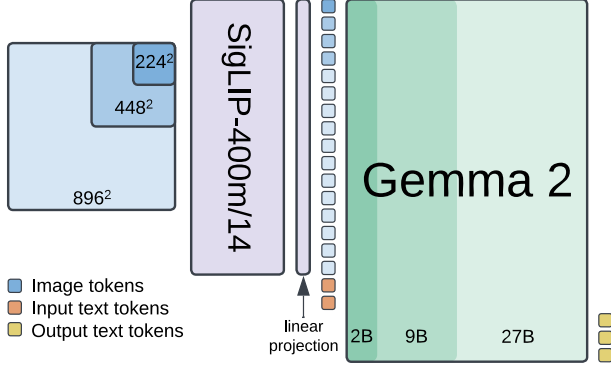 224²
448²
896²
SigLIP-400m/14
Gemma 2
2B
9B
27B
linear
projection
Image tokens
Input text tokens
Output text tokens